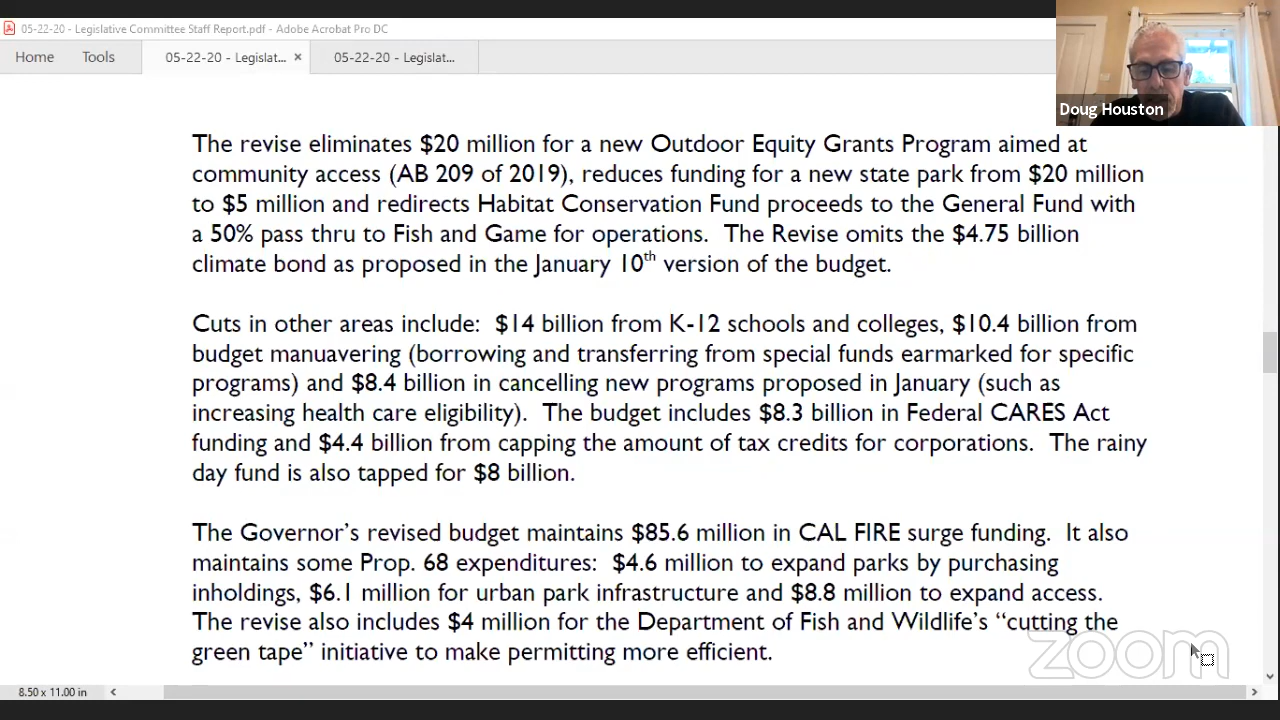 05-22-20 - Legislative Committee Staff Report.pdf - Adobe Acrobat Pro DC
Home Tools 05-22-20 - Legislat... × 05-22-20 - Legislat...
Doug Houston
The revise eliminates $20 million for a new Outdoor Equity Grants Program aimed at
community access (AB 209 of 2019), reduces funding for a new state park from $20 million
to $5 million and redirects Habitat Conservation Fund proceeds to the General Fund with
a 50% pass thru to Fish and Game for operations. The Revise omits the $4.75 billion
climate bond as proposed in the January 10th version of the budget.
Cuts in other areas include: $14 billion from K-12 schools and colleges, $10.4 billion from
budget manuavering (borrowing and transferring from special funds earmarked for specific
programs) and $8.4 billion in cancelling new programs proposed in January (such as
increasing health care eligibility). The budget includes $8.3 billion in Federal CARES Act
funding and $4.4 billion from capping the amount of tax credits for corporations. The rainy
day fund is also tapped for $8 billion.
The Governor's revised budget maintains $85.6 million in CAL FIRE surge funding. It also
maintains some Prop. 68 expenditures: $4.6 million to expand parks by purchasing
inholdings, $6.1 million for urban park infrastructure and $8.8 million to expand access.
The revise also includes $4 million for the Department of Fish and Wildlife's “cutting the
green tape” initiative to make permitting more efficient.
zoom
8.50 x 11.00 in